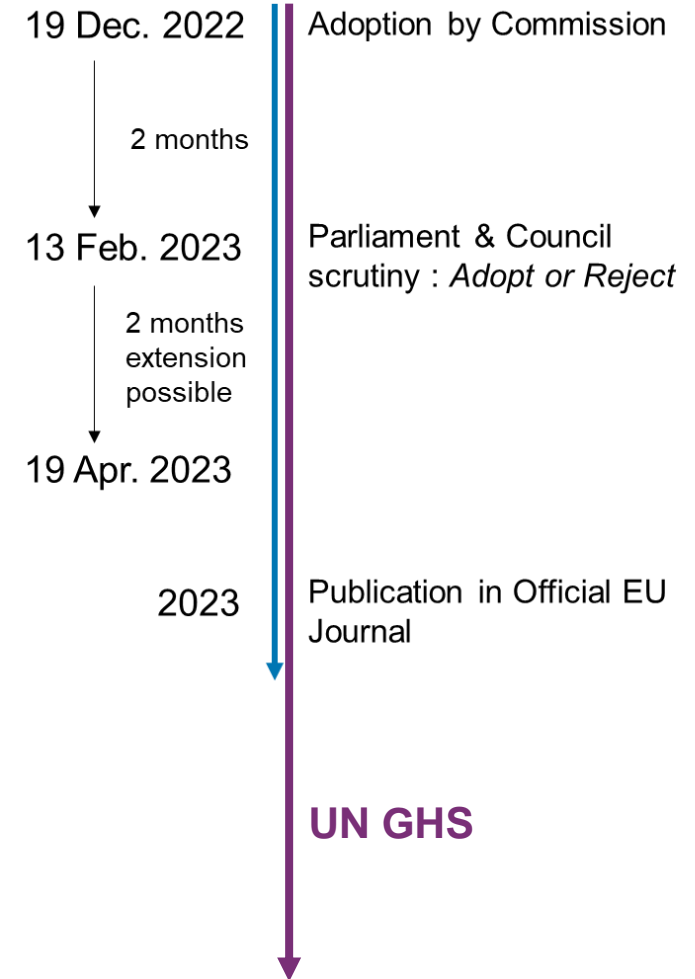 19 Dec. 2022
Adoption by Commission
2 months
13 Feb. 2023
Parliament & Council
scrutiny : Adopt or Reject
2 months
extension
possible
19 Apr. 2023
2023
Publication in Official EU
Journal
UN GHS